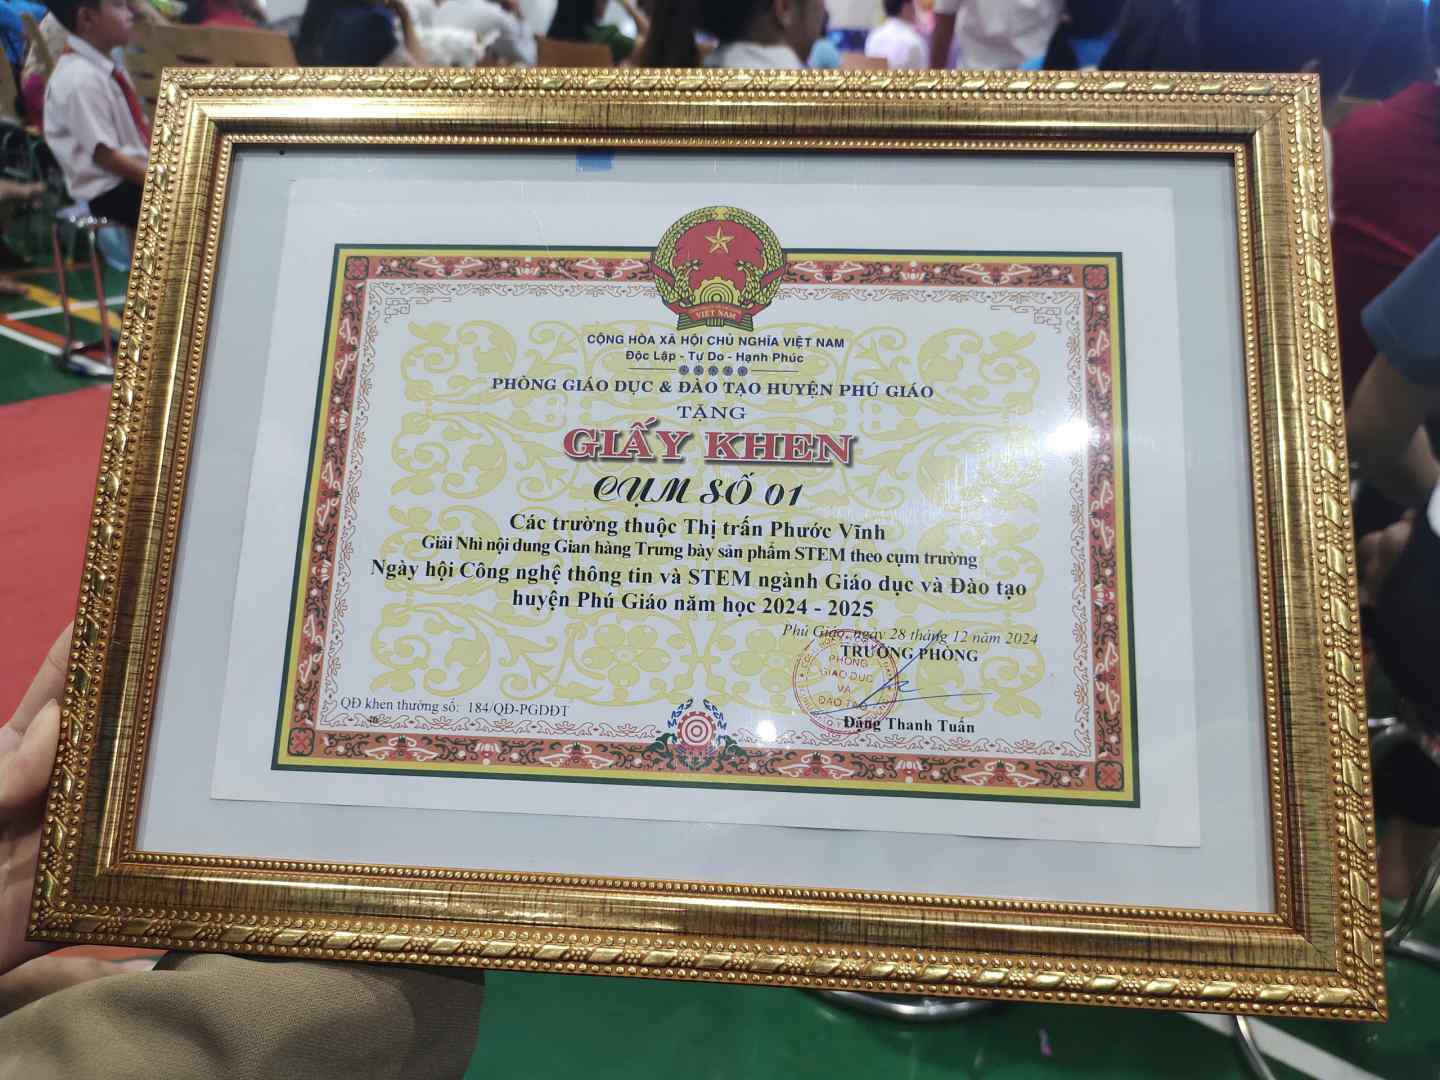 VIỆT NAM
CỘNG HÒA XÃ HỘI CHỦ NGHĨA VIỆT NAM
Độc Lập - Tự Do - Hạnh Phúc
PHÒNG GIÁO DỤC & ĐÀO TẠO HUYỆN PHÚ GIÁO
TẶNG
GIẤY KHEN
CỤM SỐ 01
Các trường thuộc Thị trấn Phước Vĩnh
Giải Nhì nội dung Gian hàng Trưng bày sản phẩm STEM theo cụm trường
Ngày hội Công nghệ thông tin và STEM ngành Giáo dục và Đào tạo
huyện Phú Giáo năm học 2024 - 2025
Phú Giáo, ngày 28 tháng 12 năm 2024
TRƯỞNG PHÒNG
PHÒNG
GIÁO DỤC
VÀ
ĐÀO TẠO
Đặng Thanh Tuấn
QĐ khen thưởng số: 184/QĐ-PGDĐT